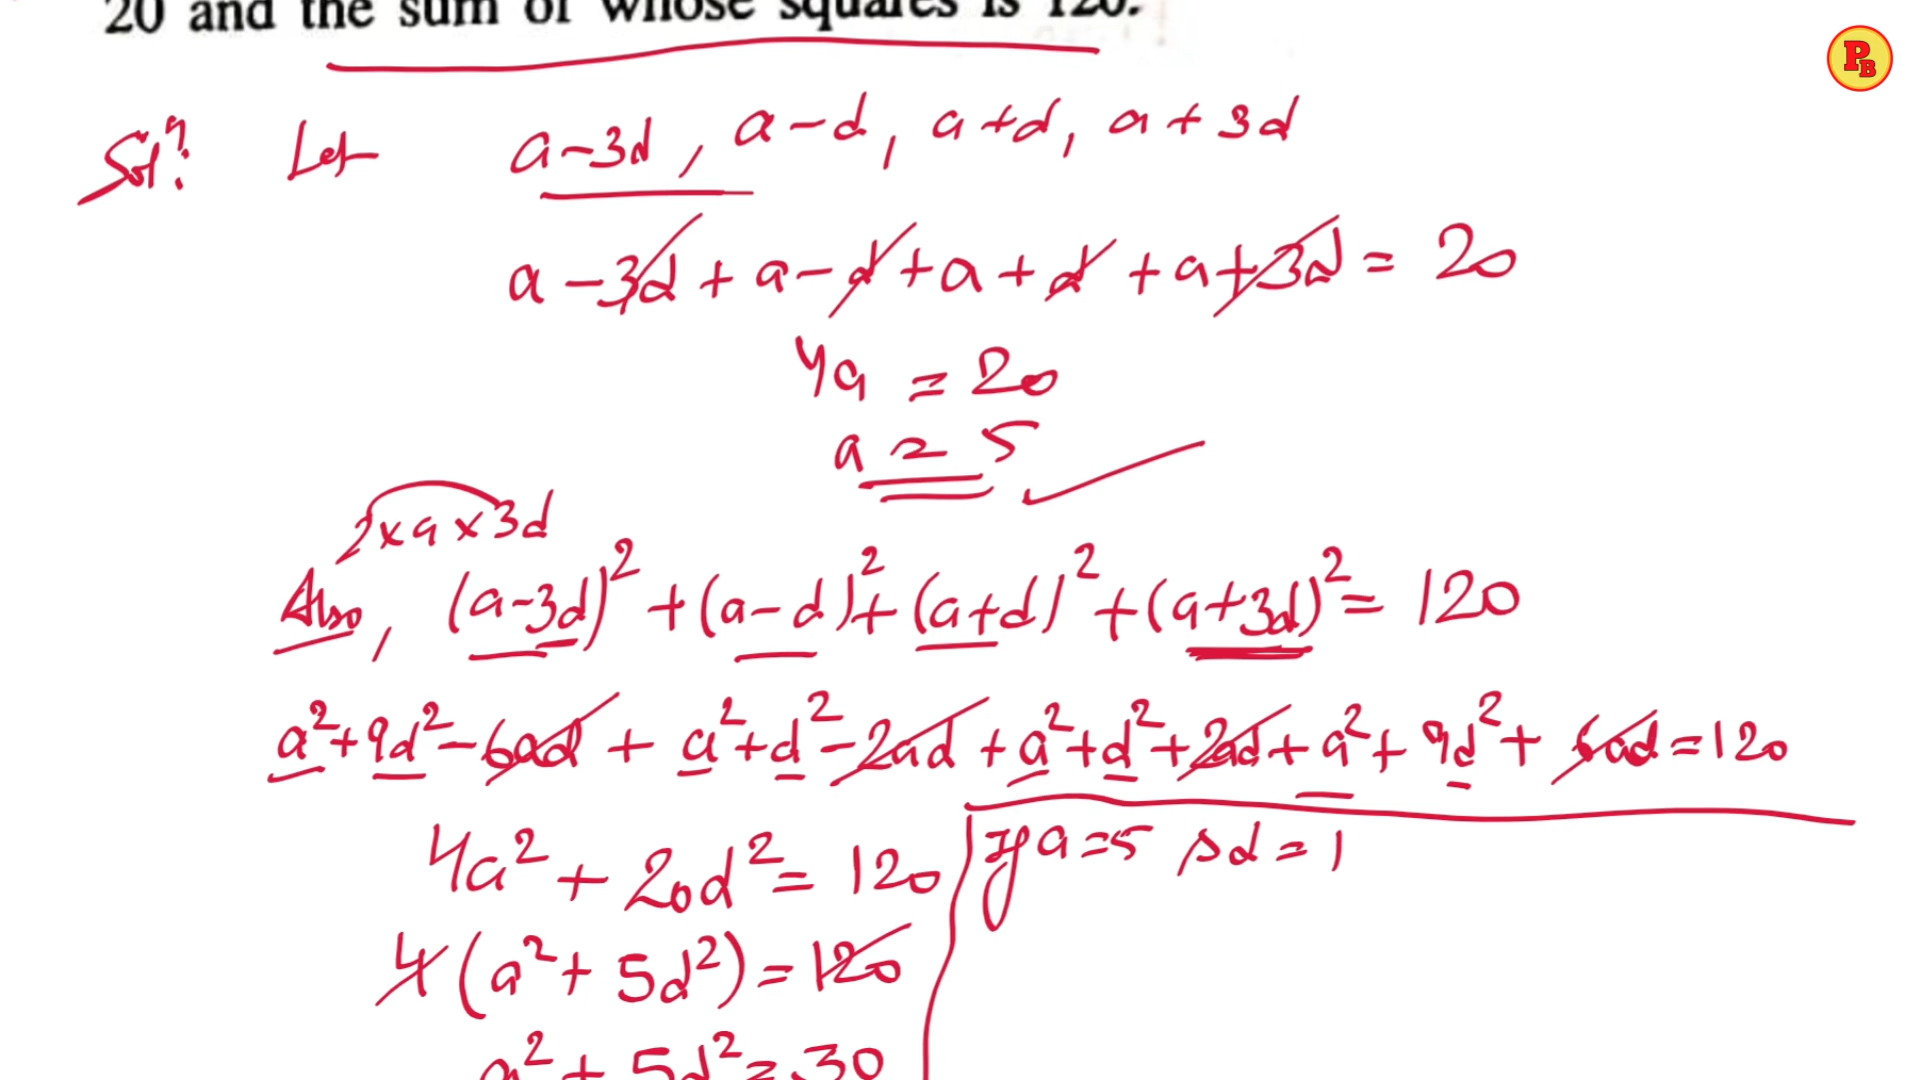 20 and the sum of whose squares is 120.
PB
Solⁿ: Let a-3d, a-d, a+d, a+3d
a-3d+a-d+a+d+a+3d = 20
4a = 20
a = 5
2×a×3d
Also, (a-3d)²+(a-d)²+(a+d)²+(a+3d)² = 120
a²+9d²-6ad + a²+d²-2ad+a²+d²+2ad+a²+9d²+6ad = 120
4a²+20d² = 120
If a=5, d=1
4(a²+5d²) = 120
a²+5d² = 30